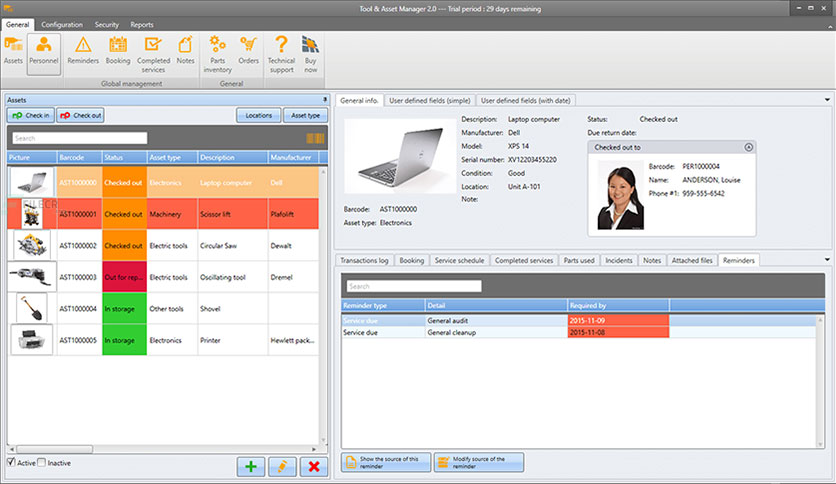 Tool & Asset Manager 2.0 --- Trial period : 29 days remaining
General Configuration Security Reports
Assets Personnel Reminders Booking Completed services Notes Parts inventory Orders Technical support Buy now
Global management General
Assets
Check in Check out Locations Asset type
Search
Picture Barcode Status Asset type Description Manufacturer
AST1000000 Checked out Electronics Laptop computer Dell
AST1000001 Checked out Machinery Scissor lift Plafolift
AST1000002 Checked out Electric tools Circular Saw Dewalt
AST1000003 Out for rep... Electric tools Oscillating tool Dremel
AST1000004 In storage Other tools Shovel
AST1000005 In storage Electronics Printer Hewlett pack...
Active Inactive
General info. User defined fields (simple) User defined fields (with date)
Description: Laptop computer
Manufacturer: Dell
Model: XPS 14
Serial number: XV12203455220
Condition: Good
Location: Unit A-101
Note:
Barcode: AST1000000
Asset type: Electronics
Status: Checked out
Due return date:
Checked out to
Barcode: PER1000004
Name: ANDERSON, Louise
Phone #1: 959-555-6542
Transactions log Booking Service schedule Completed services Parts used Incidents Notes Attached files Reminders
Search
Reminder type Detail Required by
Service due General audit 2015-11-09
Service due General cleanup 2015-11-08
Show the source of this reminder
Modify source of the reminder